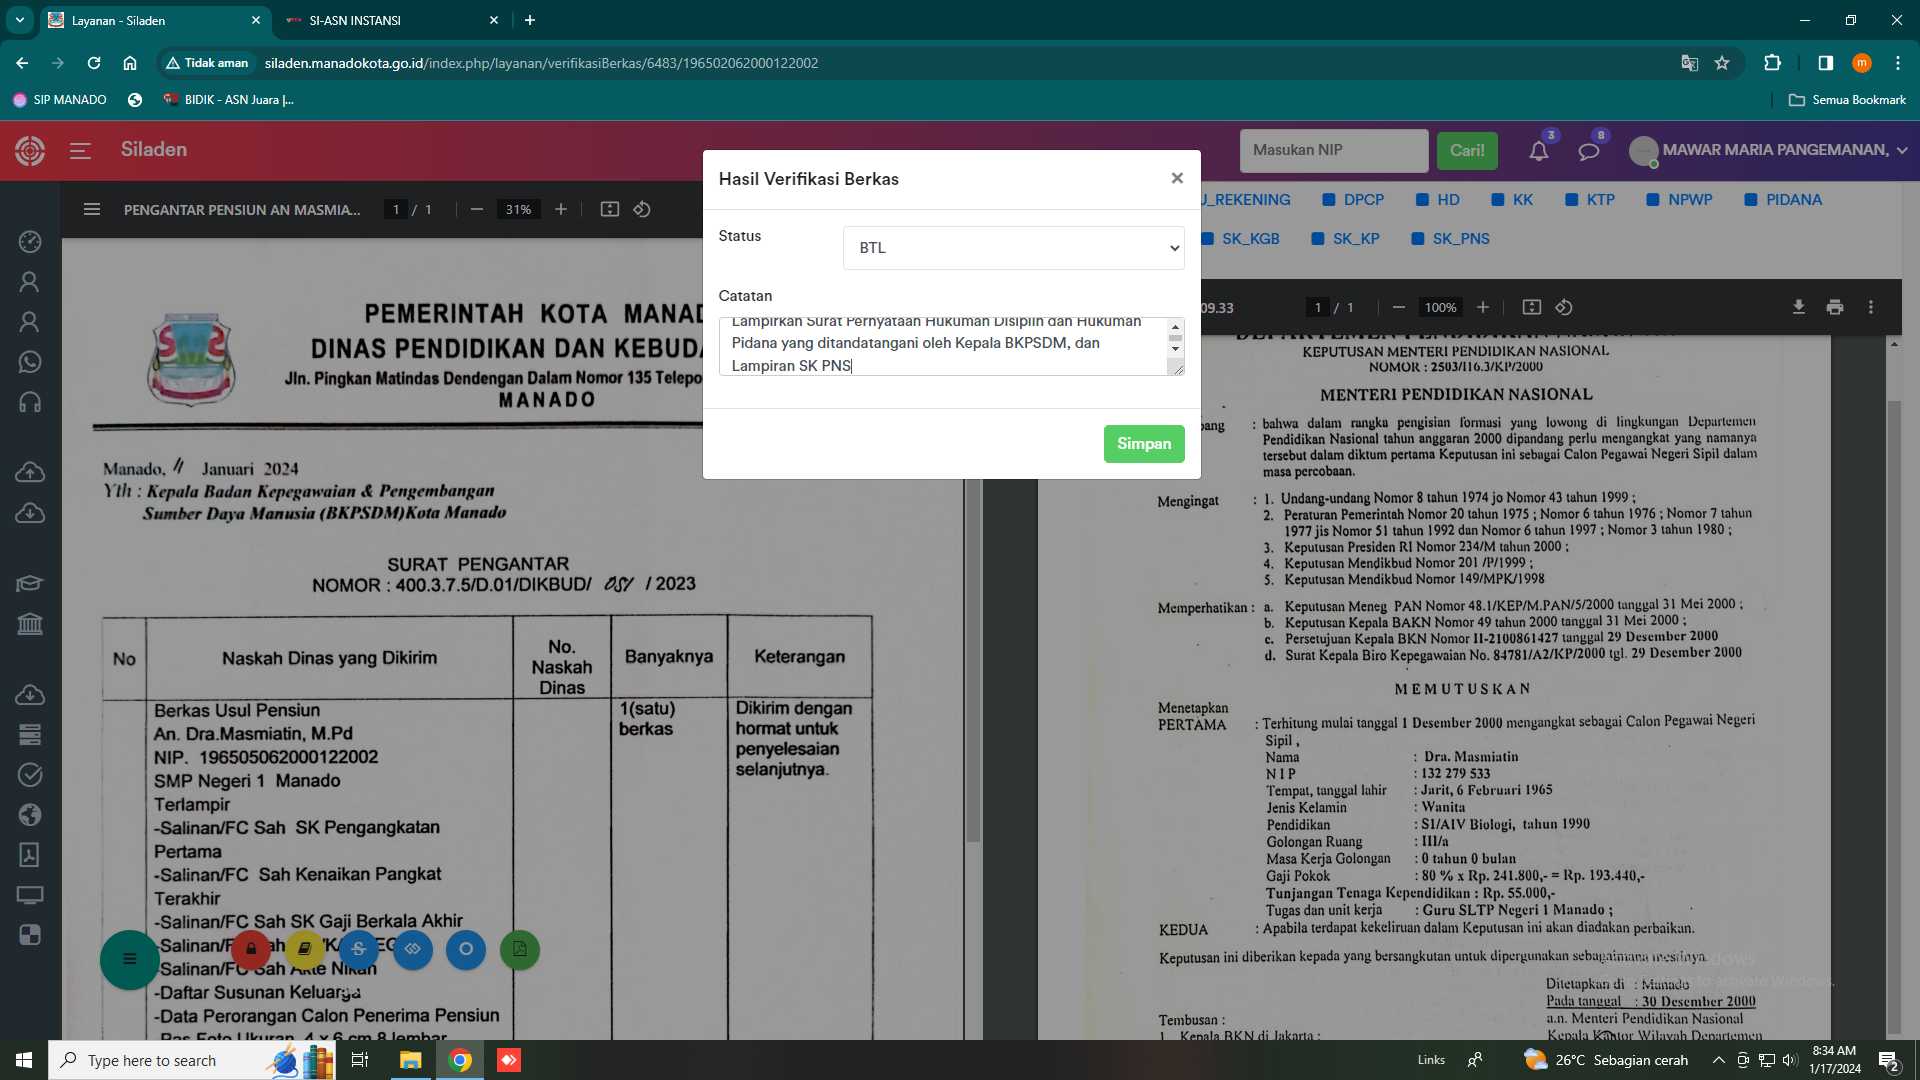 Layanan - Siladen
SI-ASN INSTANSI
Tidak aman
siladen.manadokota.go.id/index.php/layanan/verifikasiBerkas/6483/196502062000122002
m
SIP MANADO
BIDIK - ASN Juara |...
Semua Bookmark
Siladen
Masukan NIP
Cari!
3
8
MAWAR MARIA PANGEMANAN,
PENGANTAR PENSIUN AN MASMIA...
1 / 1
31%
U_REKENING
DPCP
HD
KK
KTP
NPWP
PIDANA
SK_KGB
SK_KP
SK_PNS
Hasil Verifikasi Berkas
×
Status
BTL
Catatan
Lampirkan Surat Pernyataan Hukuman Disiplin dan Hukuman
Pidana yang ditandatangani oleh Kepala BKPSDM, dan
Lampiran SK PNS
Simpan
PEMERINTAH KOTA MANAD
DINAS PENDIDIKAN DAN KEBUD
Jln. Pingkan Matindas Dendengan Dalam Nomor 135 Telepo
MANADO
Manado, 11 Januari 2024
Yth : Kepala Badan Kepegawaian & Pengembangan
Sumber Daya Manusia (BKPSDM)Kota Manado
SURAT PENGANTAR
NOMOR : 400.3.7.5/D.01/DIKBUD/ / 2023
No
Naskah Dinas yang Dikirim
No. Naskah Dinas
Banyaknya
Keterangan
Berkas Usul Pensiun
An. Dra.Masmiatin, M.Pd
NIP. 196505062000122002
SMP Negeri 1 Manado
Terlampir
-Salinan/FC Sah SK Pengangkatan
Pertama
-Salinan/FC Sah Kenaikan Pangkat
Terakhir
-Salinan/FC Sah SK Gaji Berkala Akhir
-Salinan/F
-Salinan/FC Sah Akte Nikah
-Daftar Susunan Keluarga
-Data Perorangan Calon Penerima Pensiun
-Pas Foto Ukuran 4 x 6 cm 8 lembar
1(satu)
berkas
Dikirim dengan
hormat untuk
penyelesaian
selanjutnya.
09.33
1 / 1
100%
DEPARTEMEN PENDIDIKAN NASIONAL
KEPUTUSAN MENTERI PENDIDIKAN NASIONAL
NOMOR : 2503/I16.3/KP/2000
MENTERI PENDIDIKAN NASIONAL
bang : bahwa dalam rangka pengisian formasi yang lowong di lingkungan Departemen
Pendidikan Nasional tahun anggaran 2000 dipandang perlu mengangkat yang namanya
tersebut dalam diktum pertama Keputusan ini sebagai Calon Pegawai Negeri Sipil dalam
masa percobaan.
Mengingat : 1. Undang-undang Nomor 8 tahun 1974 jo Nomor 43 tahun 1999 ;
2. Peraturan Pemerintah Nomor 20 tahun 1975 ; Nomor 6 tahun 1976 ; Nomor 7 tahun
1977 jis Nomor 51 tahun 1992 dan Nomor 6 tahun 1997 ; Nomor 3 tahun 1980 ;
3. Keputusan Presiden RI Nomor 234/M tahun 2000 ;
4. Keputusan Mendikbud Nomor 201 /P/1999 ;
5. Keputusan Mendikbud Nomor 149/MPK/1998
Memperhatikan : a. Keputusan Meneg PAN Nomor 48.1/KEP/M.PAN/5/2000 tanggal 31 Mei 2000 ;
b. Keputusan Kepala BAKN Nomor 49 tahun 2000 tanggal 31 Mei 2000 ;
c. Persetujuan Kepala BKN Nomor II-2100861427 tanggal 29 Desember 2000
d. Surat Kepala Biro Kepegawaian No. 84781/A2/KP/2000 tgl. 29 Desember 2000
M E M U T U S K A N
Menetapkan
PERTAMA : Terhitung mulai tanggal 1 Desember 2000 mengangkat sebagai Calon Pegawai Negeri
Sipil ,
Nama : Dra. Masmiatin
N I P : 132 279 533
Tempat, tanggal lahir : Jarit, 6 Februari 1965
Jenis Kelamin : Wanita
Pendidikan : S1/AIV Biologi, tahun 1990
Golongan Ruang : III/a
Masa Kerja Golongan : 0 tahun 0 bulan
Gaji Pokok : 80 % x Rp. 241.800,- = Rp. 193.440,-
Tunjangan Tenaga Kependidikan : Rp. 55.000,-
Tugas dan unit kerja : Guru SLTP Negeri 1 Manado ;
KEDUA : Apabila terdapat kekeliruan dalam Keputusan ini akan diadakan perbaikan.
Keputusan ini diberikan kepada yang bersangkutan untuk dipergunakan sebagaimana mestinya.
Ditetapkan di : Manado
Pada tanggal : 30 Desember 2000
a.n. Menteri Pendidikan Nasional
Kepala Kantor Wilayah Departemen
Tembusan :
1. Kepala BKN di Jakarta ;
to activate Windows.
Type here to search
Links
26°C Sebagian cerah
8:34 AM
1/17/2024
2